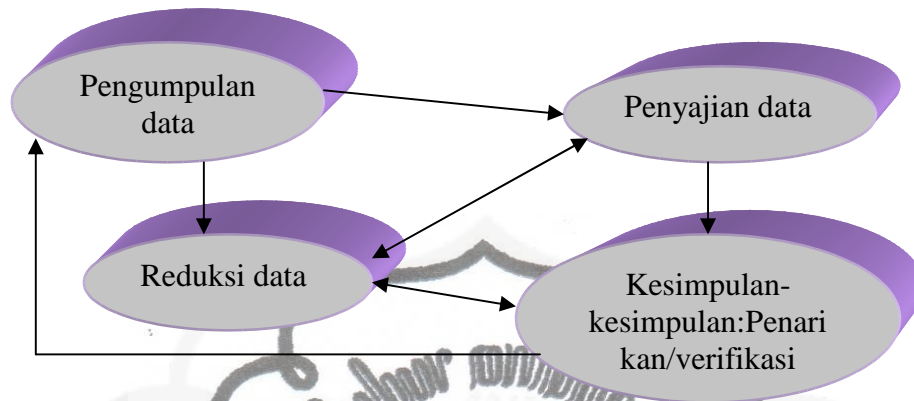 Pengumpulan
data
Penyajian data
Reduksi data
Kesimpulan-
kesimpulan:Penari
kan/verifikasi